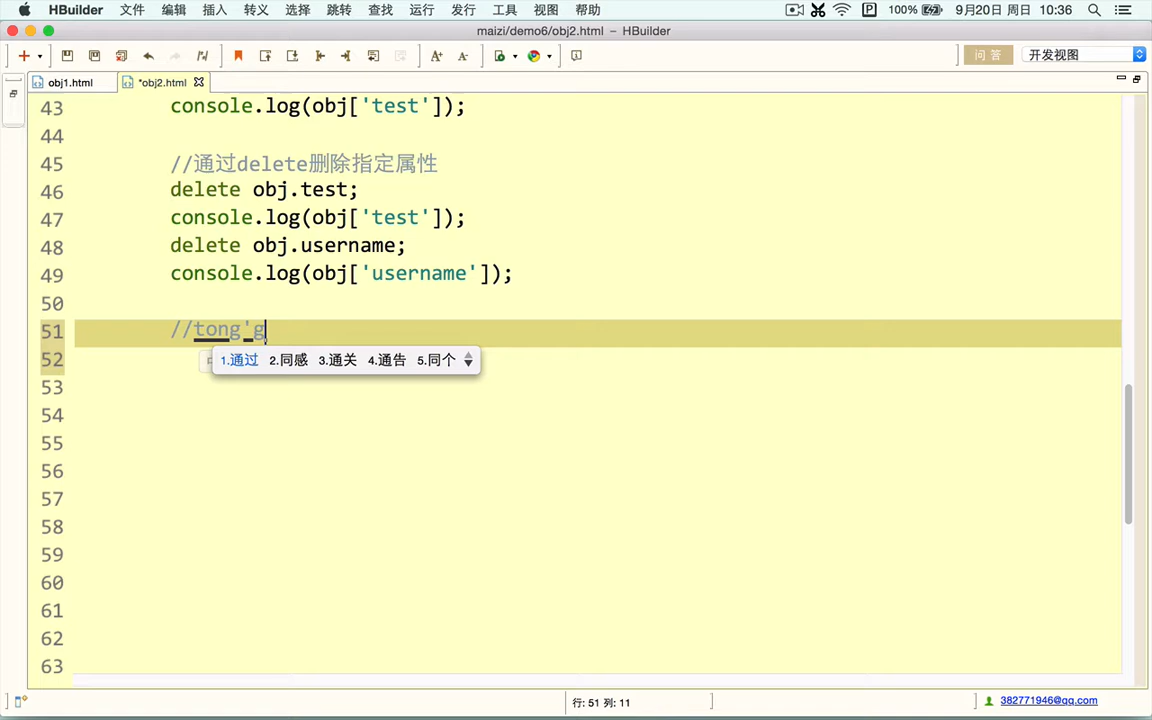 HBuilder 文件 编辑 插入 转义 选择 跳转 查找 运行 发行 工具 视图 帮助 100% 9月20日 周日 10:36
maizi/demo6/obj2.html – HBuilder
问 答 开发视图
obj1.html *obj2.html
43 console.log(obj['test']);
44
45 //通过delete删除指定属性
46 delete obj.test;
47 console.log(obj['test']);
48 delete obj.username;
49 console.log(obj['username']);
50
51 //tong'g
52 1.通过 2.同感 3.通关 4.通告 5.同个
53
54
55
56
57
58
59
60
61
62
63
行: 51 列: 11 382771946@qq.com